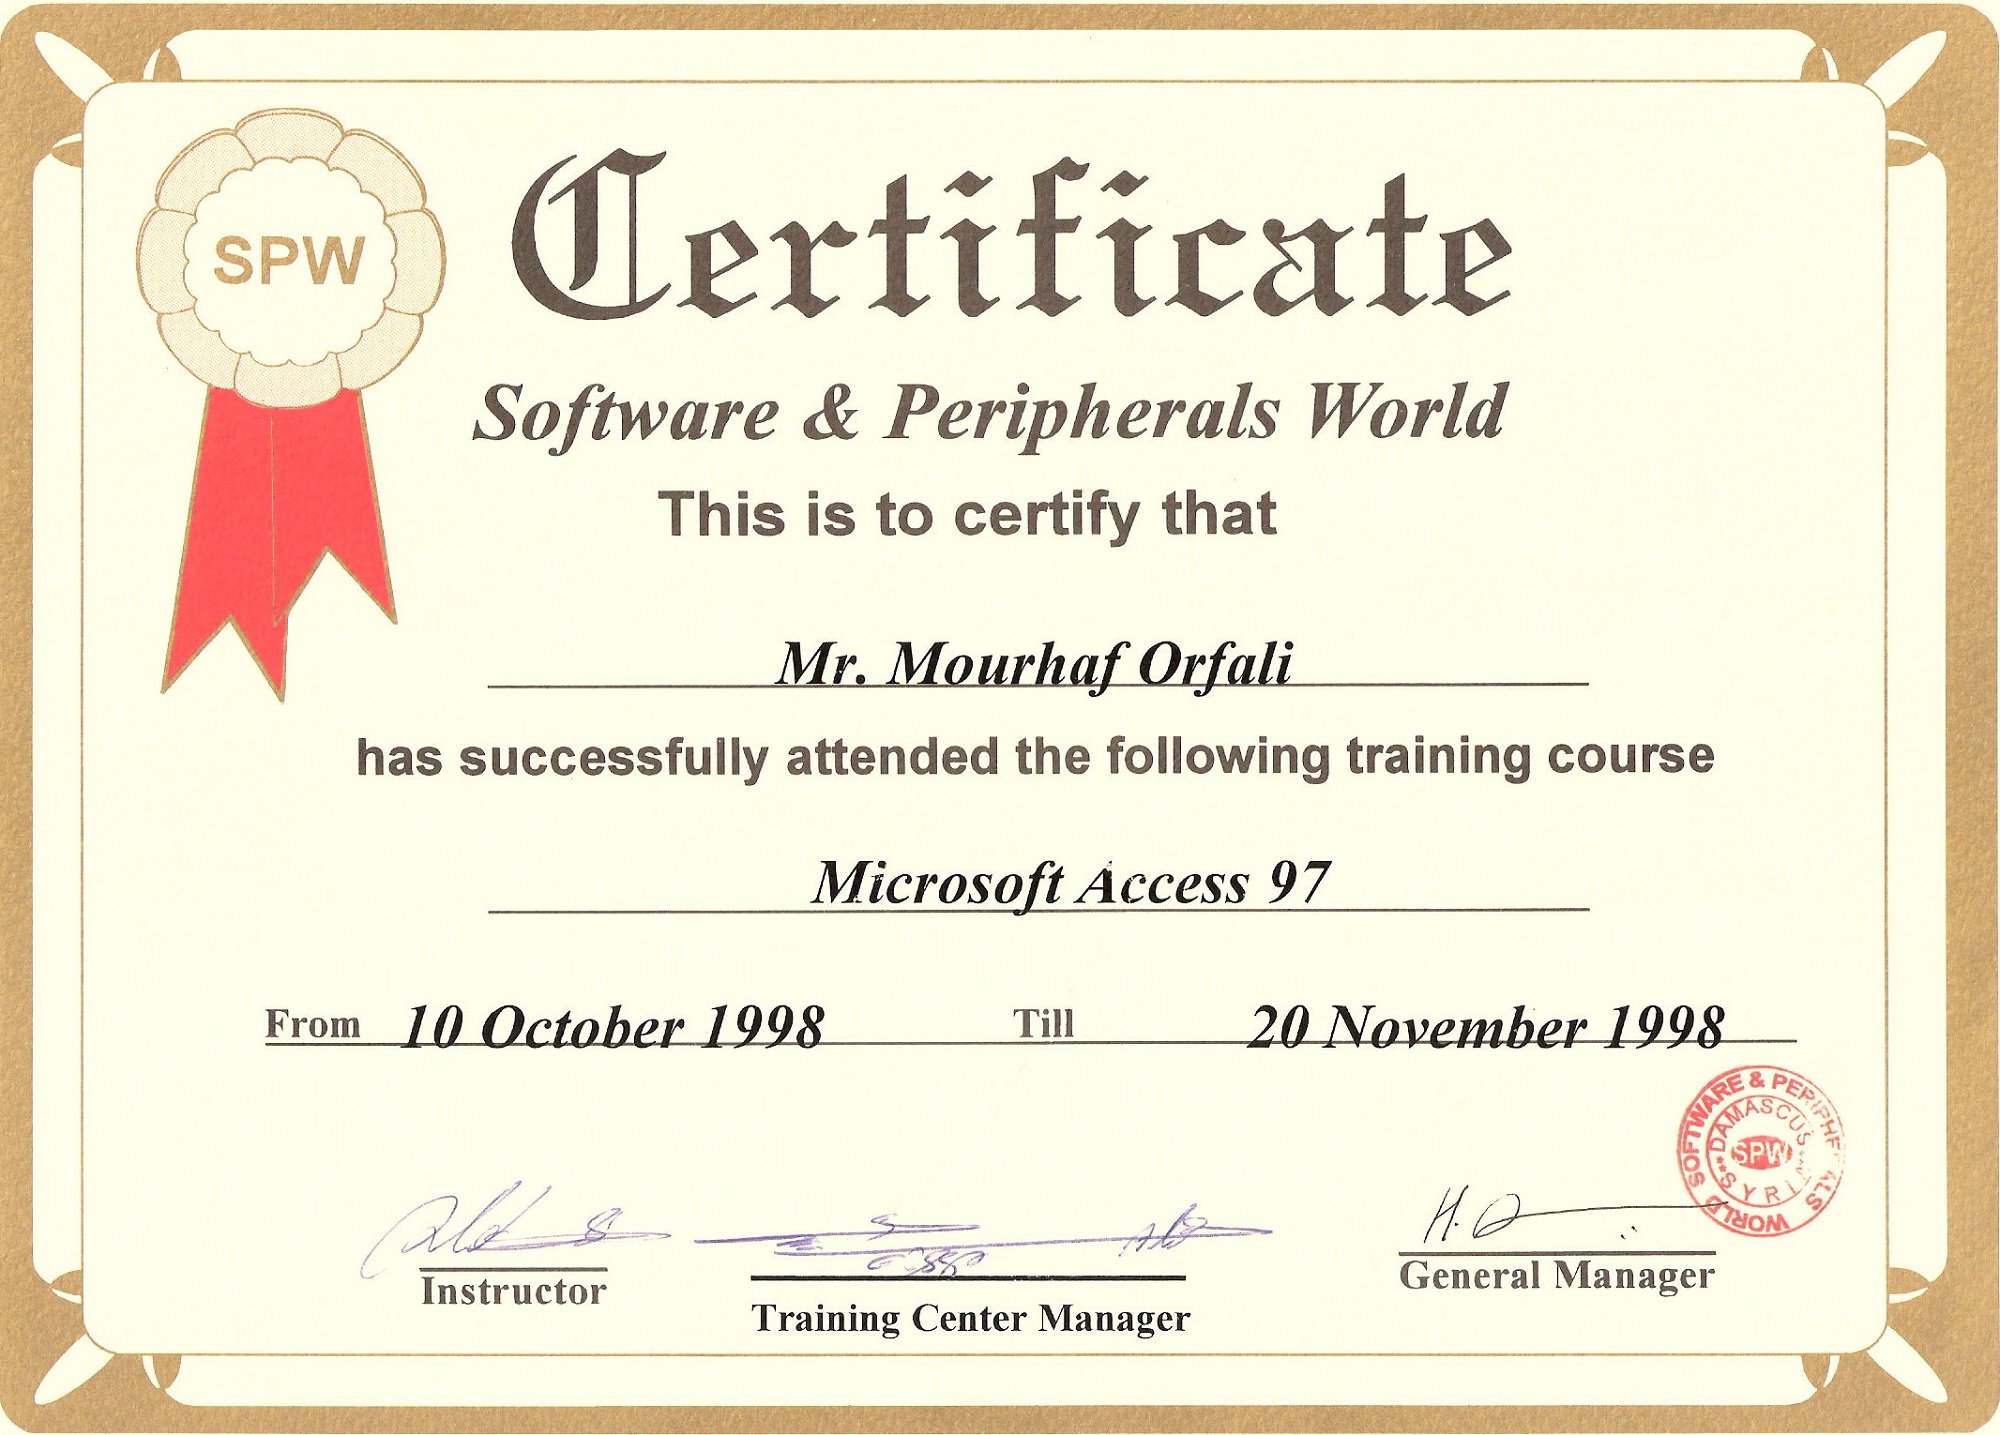 SPW
Certificate
Software & Peripherals World
This is to certify that
Mr. Mourhaf Orfali
has successfully attended the following training course
Microsoft Access 97
From 10 October 1998 Till 20 November 1998
SOFTWARE & PERIPHERALS WORLD
DAMASCUS
SPW
SYRIA
H.
Instructor
Training Center Manager
General Manager